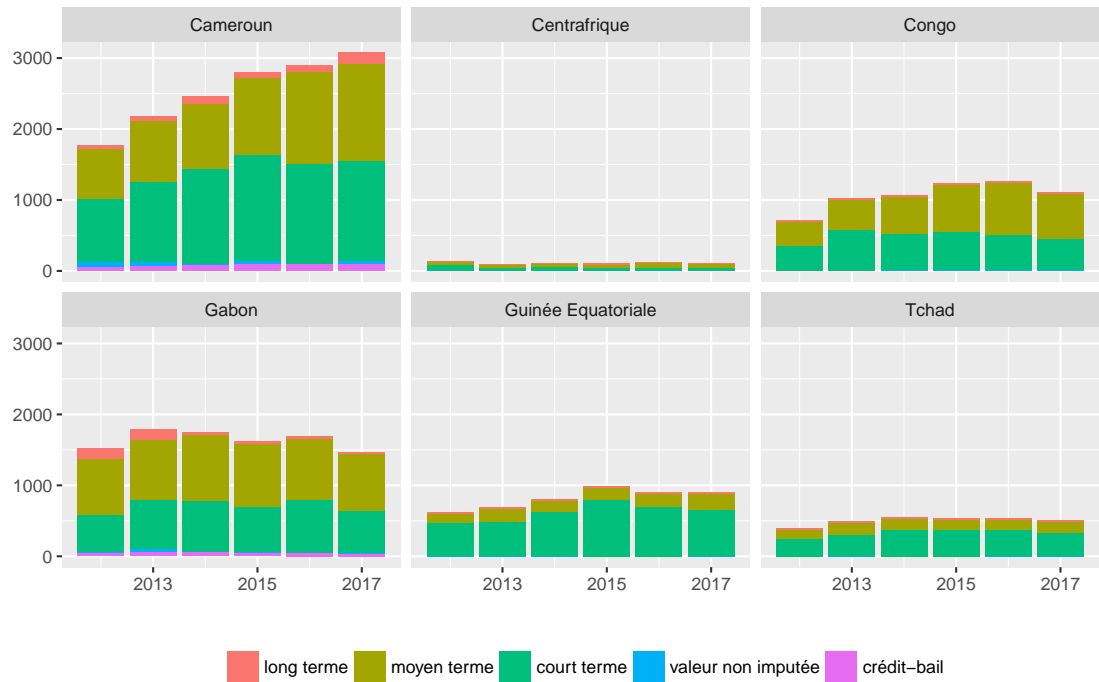 Cameroun
Centrafrique
Congo
3000
2000
1000
0
Gabon
Guinée Equatoriale
Tchad
3000
2000
1000
0
2013 2015 2017
2013 2015 2017
2013 2015 2017
long terme moyen terme court terme valeur non imputée crédit−bail